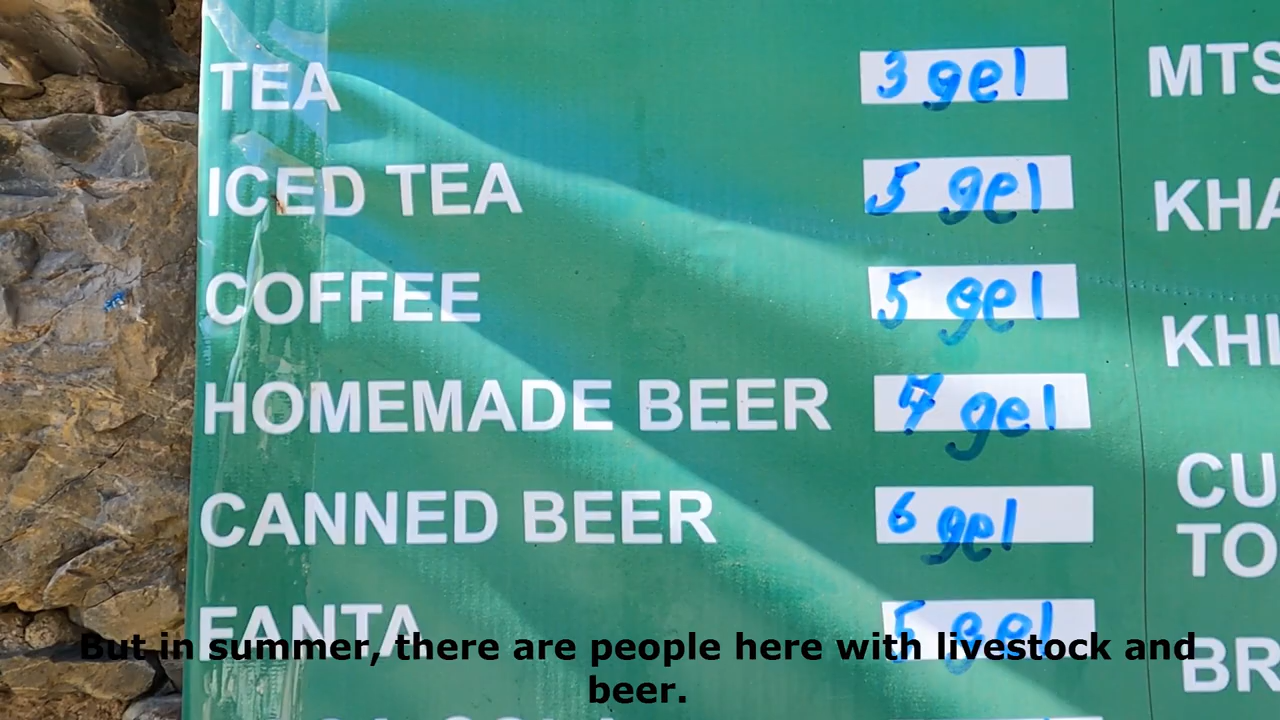 TEA 3 gel
ICED TEA 5 gel
COFFEE 5 gel
HOMEMADE BEER 7 gel
CANNED BEER 6 gel
FANTA 5 gel
MTS
KHA
KHI
CU
TO
BR
But in summer, there are people here with livestock and
beer.